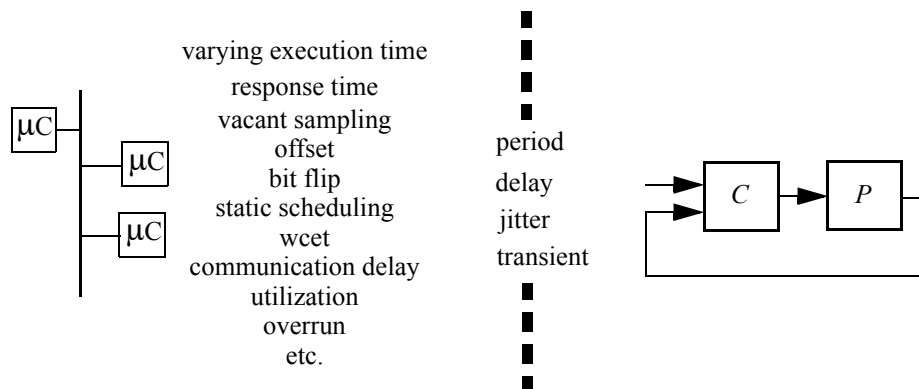 varying execution time
response time
vacant sampling
offset
bit flip
static scheduling
wcet
communication delay
utilization
overrun
etc.
μC
μC
μC
period
delay
jitter
transient
C
P